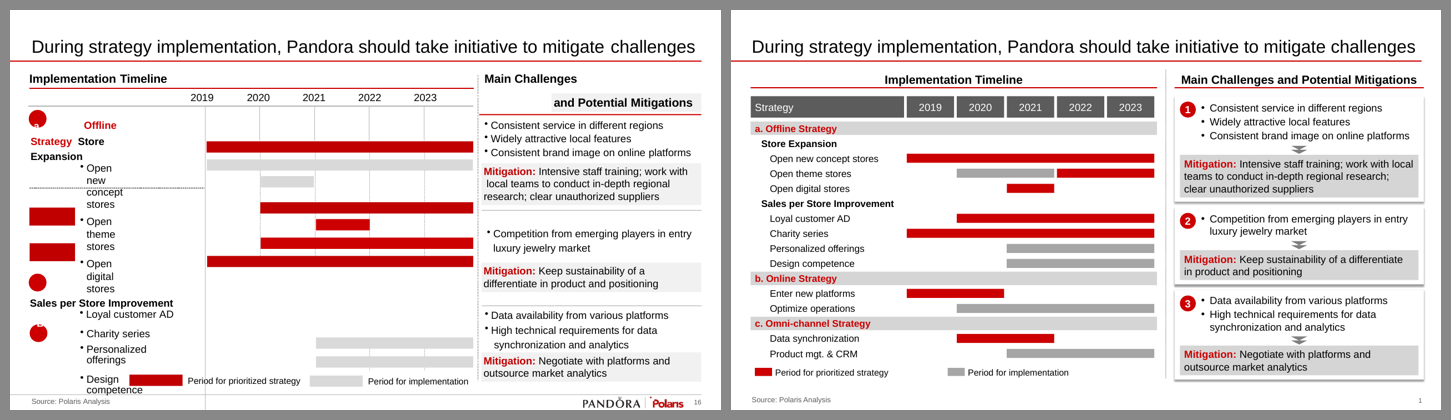 During strategy implementation, Pandora should take initiative to mitigate challenges
Implementation Timeline
2019 2020 2021 2022 2023
Offline
Strategy Store
Expansion
• Open
new
concept
stores
• Open
theme
stores
• Open
digital
stores
Sales per Store Improvement
• Loyal customer AD
• Charity series
• Personalized
offerings
• Design
competence
Period for prioritized strategy
Period for implementation
Main Challenges
and Potential Mitigations
• Consistent service in different regions
• Widely attractive local features
• Consistent brand image on online platforms
Mitigation: Intensive staff training; work with
local teams to conduct in-depth regional
research; clear unauthorized suppliers
• Competition from emerging players in entry
luxury jewelry market
Mitigation: Keep sustainability of a
differentiate in product and positioning
• Data availability from various platforms
• High technical requirements for data
synchronization and analytics
Mitigation: Negotiate with platforms and
outsource market analytics
Source: Polaris Analysis
PANDÖRA
Polaris
16
During strategy implementation, Pandora should take initiative to mitigate challenges
Implementation Timeline
Strategy 2019 2020 2021 2022 2023
a. Offline Strategy
Store Expansion
Open new concept stores
Open theme stores
Open digital stores
Sales per Store Improvement
Loyal customer AD
Charity series
Personalized offerings
Design competence
b. Online Strategy
Enter new platforms
Optimize operations
c. Omni-channel Strategy
Data synchronization
Product mgt. & CRM
Period for prioritized strategy
Period for implementation
Main Challenges and Potential Mitigations
1
• Consistent service in different regions
• Widely attractive local features
• Consistent brand image on online platforms
Mitigation: Intensive staff training; work with local
teams to conduct in-depth regional research;
clear unauthorized suppliers
2
• Competition from emerging players in entry
luxury jewelry market
Mitigation: Keep sustainability of a differentiate
in product and positioning
3
• Data availability from various platforms
• High technical requirements for data
synchronization and analytics
Mitigation: Negotiate with platforms and
outsource market analytics
Source: Polaris Analysis
1